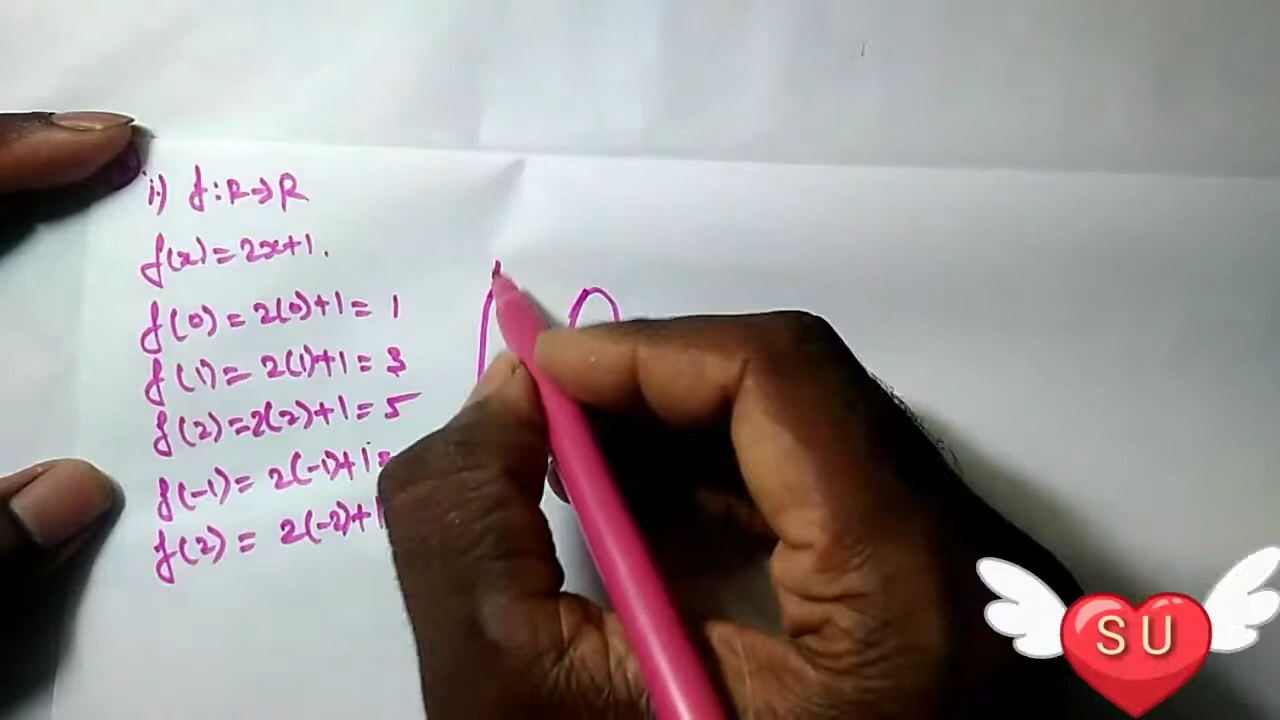 i) f : R → R
f(x) = 2x+1.
f(0) = 2(0)+1 = 1
f(1) = 2(1)+1 = 3
f(2) = 2(2)+1 = 5
f(-1) = 2(-1)+1 =
f(2) = 2(-2)+1
S U